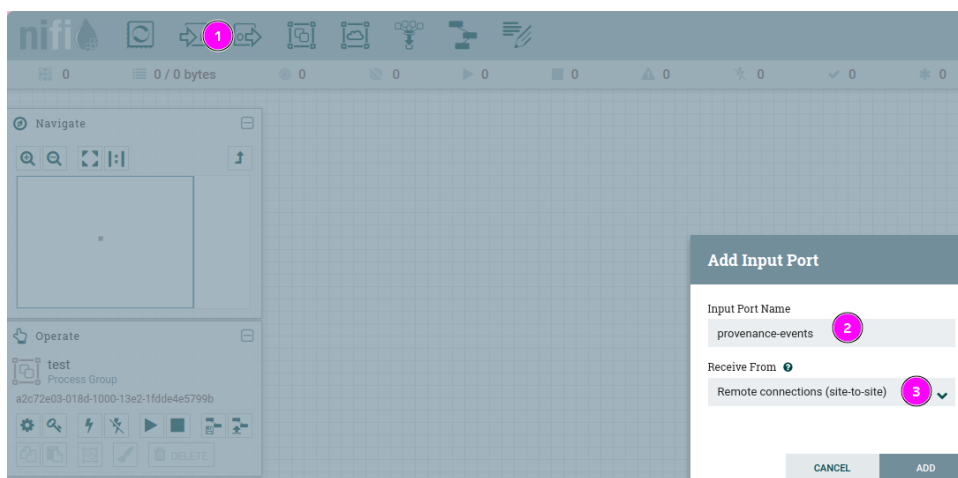 nifi
1
0
0 / 0 bytes
0
0
0
0
0
0
0
0
Navigate
Operate
test
Process Group
a2c72e03-018d-1000-13e2-1fdde4e5799b
DELETE
Add Input Port
Input Port Name
provenance-events
2
Receive From
Remote connections (site-to-site)
3
CANCEL
ADD